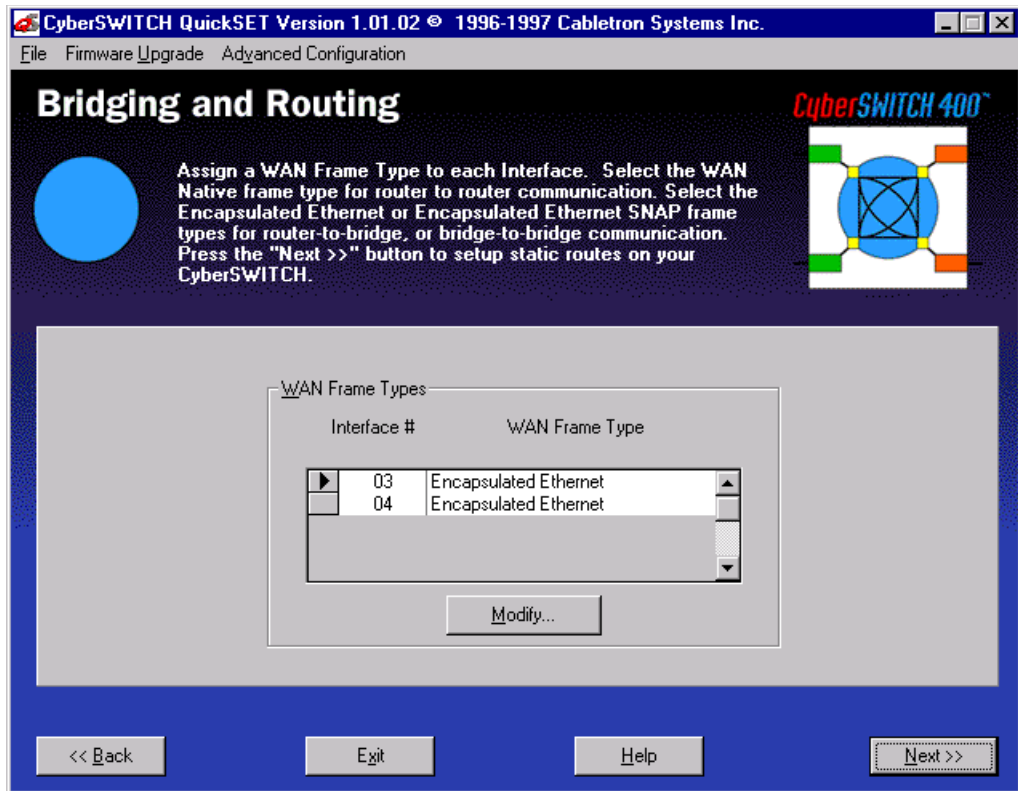 CyberSWITCH QuickSET Version 1.01.02 © 1996-1997 Cabletron Systems Inc.
File Firmware Upgrade Advanced Configuration
Bridging and Routing
CyberSWITCH 400™
Assign a WAN Frame Type to each Interface. Select the WAN
Native frame type for router to router communication. Select the
Encapsulated Ethernet or Encapsulated Ethernet SNAP frame
types for router-to-bridge, or bridge-to-bridge communication.
Press the "Next >>" button to setup static routes on your
CyberSWITCH.
WAN Frame Types
Interface # WAN Frame Type
03 Encapsulated Ethernet
04 Encapsulated Ethernet
Modify...
<< Back Exit Help Next >>